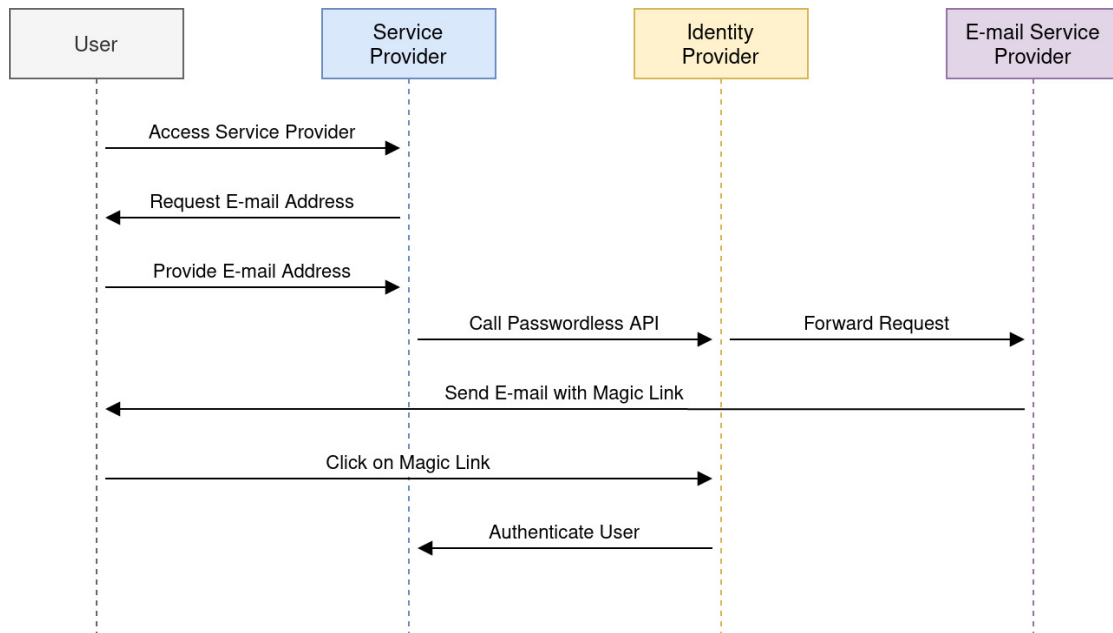 User
Service
Provider
Identity
Provider
E-mail Service
Provider
Access Service Provider
Request E-mail Address
Provide E-mail Address
Call Passwordless API
Forward Request
Send E-mail with Magic Link
Click on Magic Link
Authenticate User